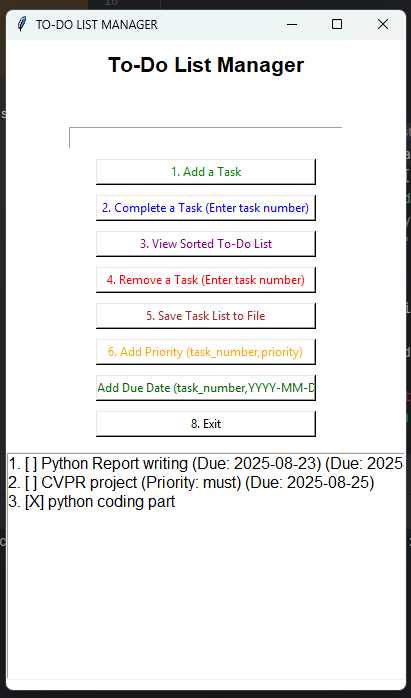 TO-DO LIST MANAGER
To-Do List Manager
1. Add a Task
2. Complete a Task (Enter task number)
3. View Sorted To-Do List
4. Remove a Task (Enter task number)
5. Save Task List to File
6. Add Priority (task_number,priority)
Add Due Date (task_number,YYYY-MM-D
8. Exit
1. [ ] Python Report writing (Due: 2025-08-23) (Due: 2025
2. [ ] CVPR project (Priority: must) (Due: 2025-08-25)
3. [X] python coding part